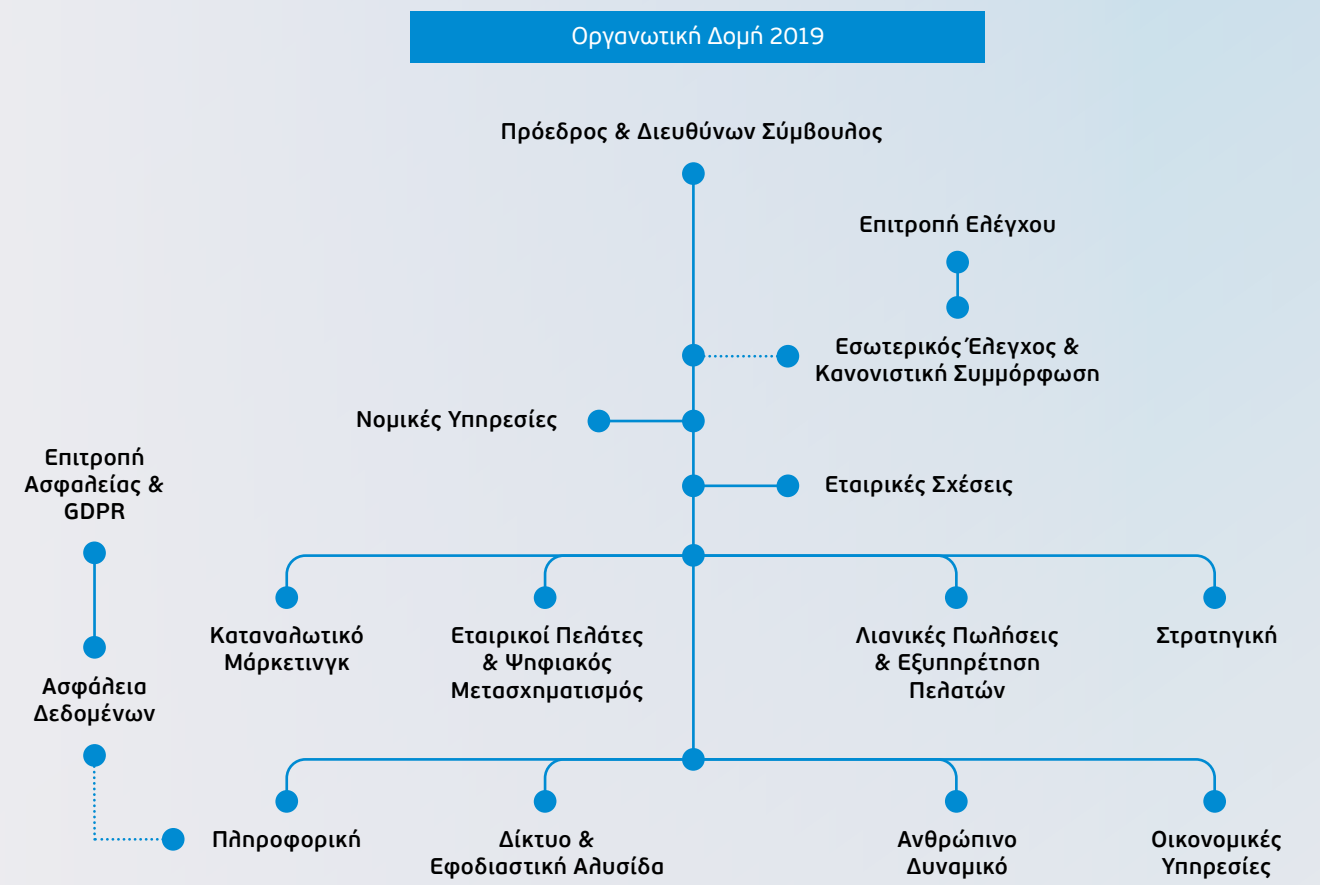 Οργανωτική Δομή 2019
Πρόεδρος & Διευθύνων Σύμβουλος
Επιτροπή Ελέγχου
Εσωτερικός Έλεγχος &
Κανονιστική Συμμόρφωση
Νομικές Υπηρεσίες
Εταιρικές Σχέσεις
Επιτροπή
Ασφαλείας &
GDPR
Ασφάλεια
Δεδομένων
Καταναλωτικό
Μάρκετινγκ
Εταιρικοί Πελάτες
& Ψηφιακός
Μετασχηματισμός
Λιανικές Πωλήσεις
& Εξυπηρέτηση
Πελατών
Στρατηγική
Πληροφορική
Δίκτυο &
Εφοδιαστική Αλυσίδα
Ανθρώπινο
Δυναμικό
Οικονομικές
Υπηρεσίες